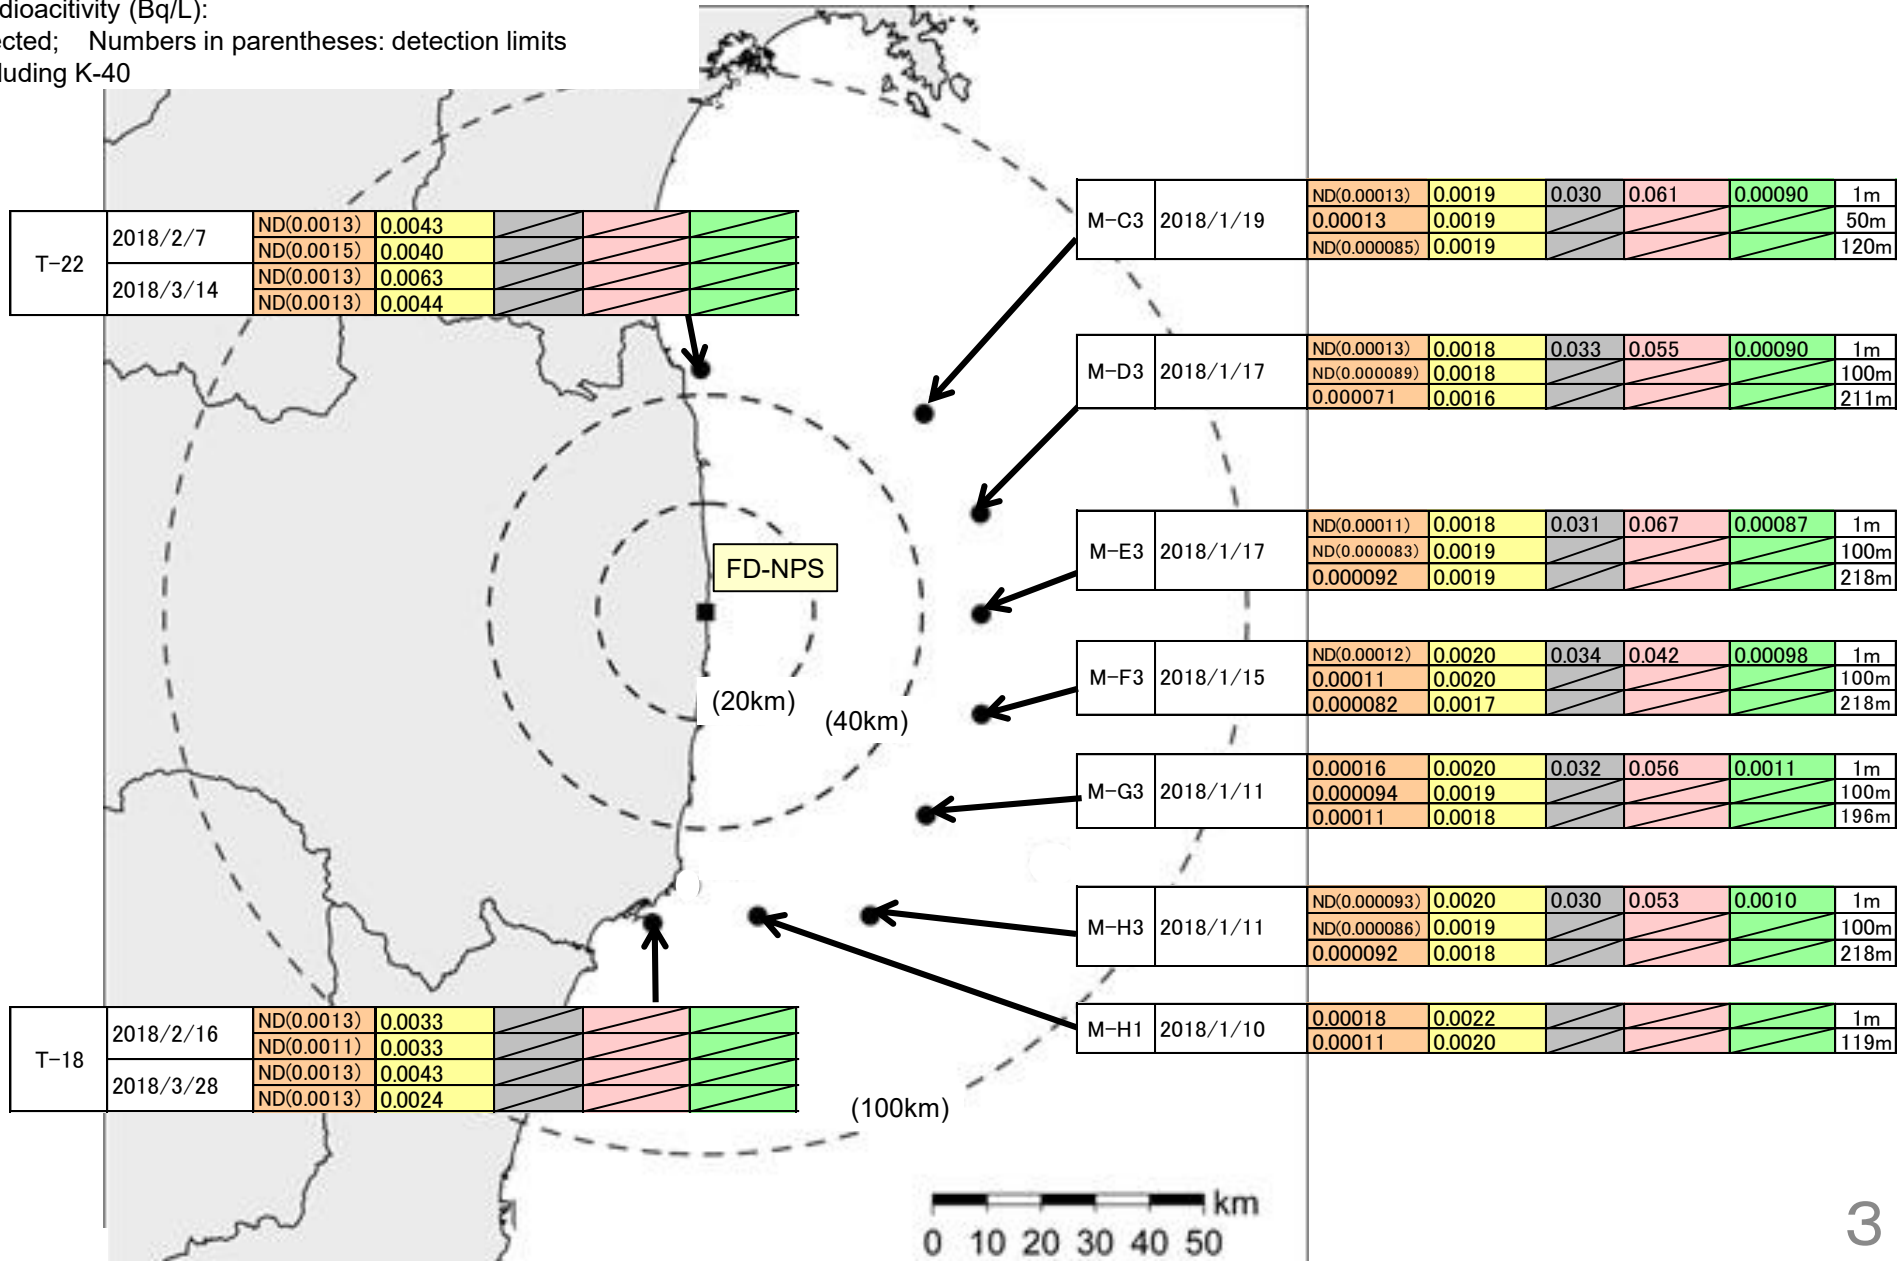 dioacitivity (Bq/L):
ected; Numbers in parentheses: detection limits
luding K-40
T-22 2018/2/7 ND(0.0013) 0.0043
ND(0.0015) 0.0040
2018/3/14 ND(0.0013) 0.0063
ND(0.0013) 0.0044
M-C3 2018/1/19 ND(0.00013) 0.0019 0.030 0.061 0.00090 1m
0.00013 0.0019 50m
ND(0.000085) 0.0019 120m
M-D3 2018/1/17 ND(0.00013) 0.0018 0.033 0.055 0.00090 1m
ND(0.000089) 0.0018 100m
0.000071 0.0016 211m
M-E3 2018/1/17 ND(0.00011) 0.0018 0.031 0.067 0.00087 1m
ND(0.000083) 0.0019 100m
0.000092 0.0019 218m
FD-NPS
M-F3 2018/1/15 ND(0.00012) 0.0020 0.034 0.042 0.00098 1m
0.00011 0.0020 100m
0.000082 0.0017 218m
(20km)
(40km)
M-G3 2018/1/11 0.00016 0.0020 0.032 0.056 0.0011 1m
0.000094 0.0019 100m
0.00011 0.0018 196m
M-H3 2018/1/11 ND(0.000093) 0.0020 0.030 0.053 0.0010 1m
ND(0.000086) 0.0019 100m
0.000092 0.0018 218m
M-H1 2018/1/10 0.00018 0.0022 1m
0.00011 0.0020 119m
T-18 2018/2/16 ND(0.0013) 0.0033
ND(0.0011) 0.0033
2018/3/28 ND(0.0013) 0.0043
ND(0.0013) 0.0024
(100km)
km
0 10 20 30 40 50
3